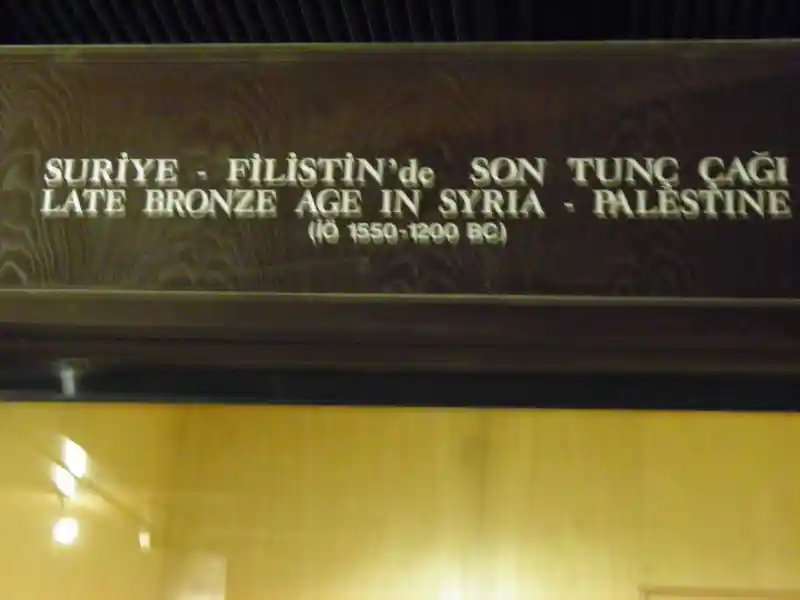 SURİYE - FİLİSTİN'de SON TUNÇ ÇAĞI
LATE BRONZE AGE IN SYRIA - PALESTINE
(İÖ 1550-1200 BC)